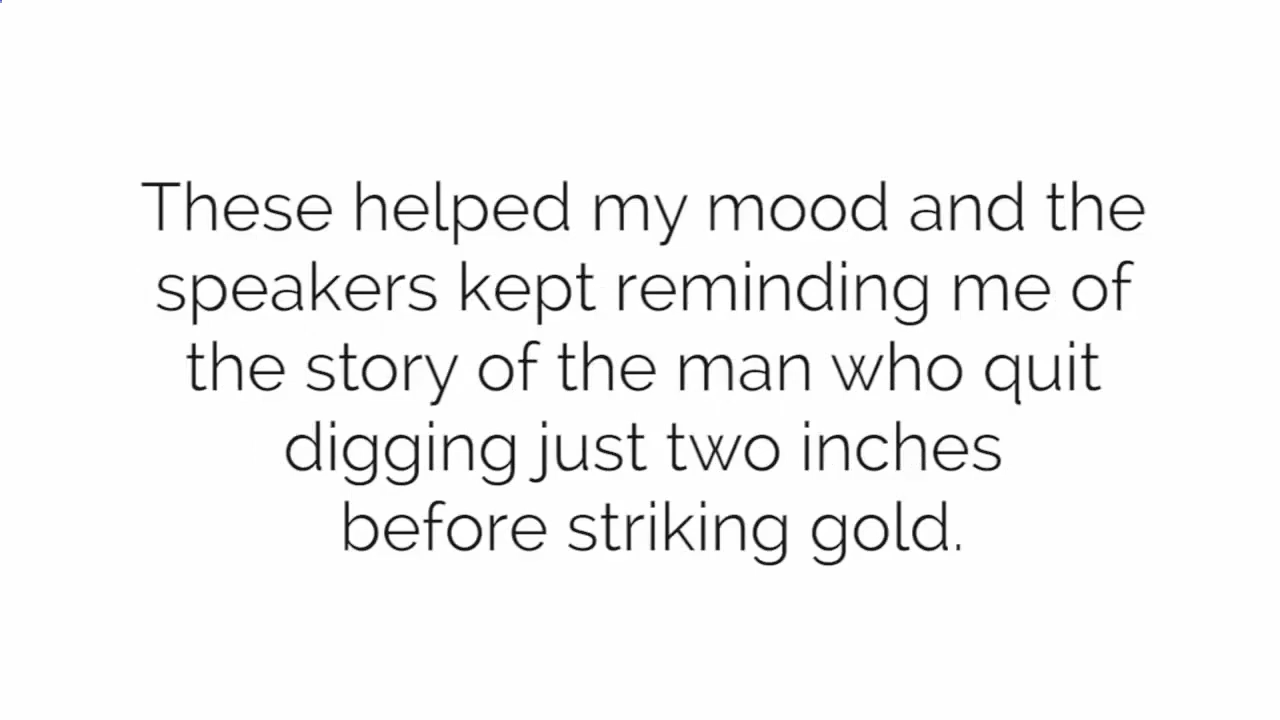 These helped my mood and the
speakers kept reminding me of
the story of the man who quit
digging just two inches
before striking gold.